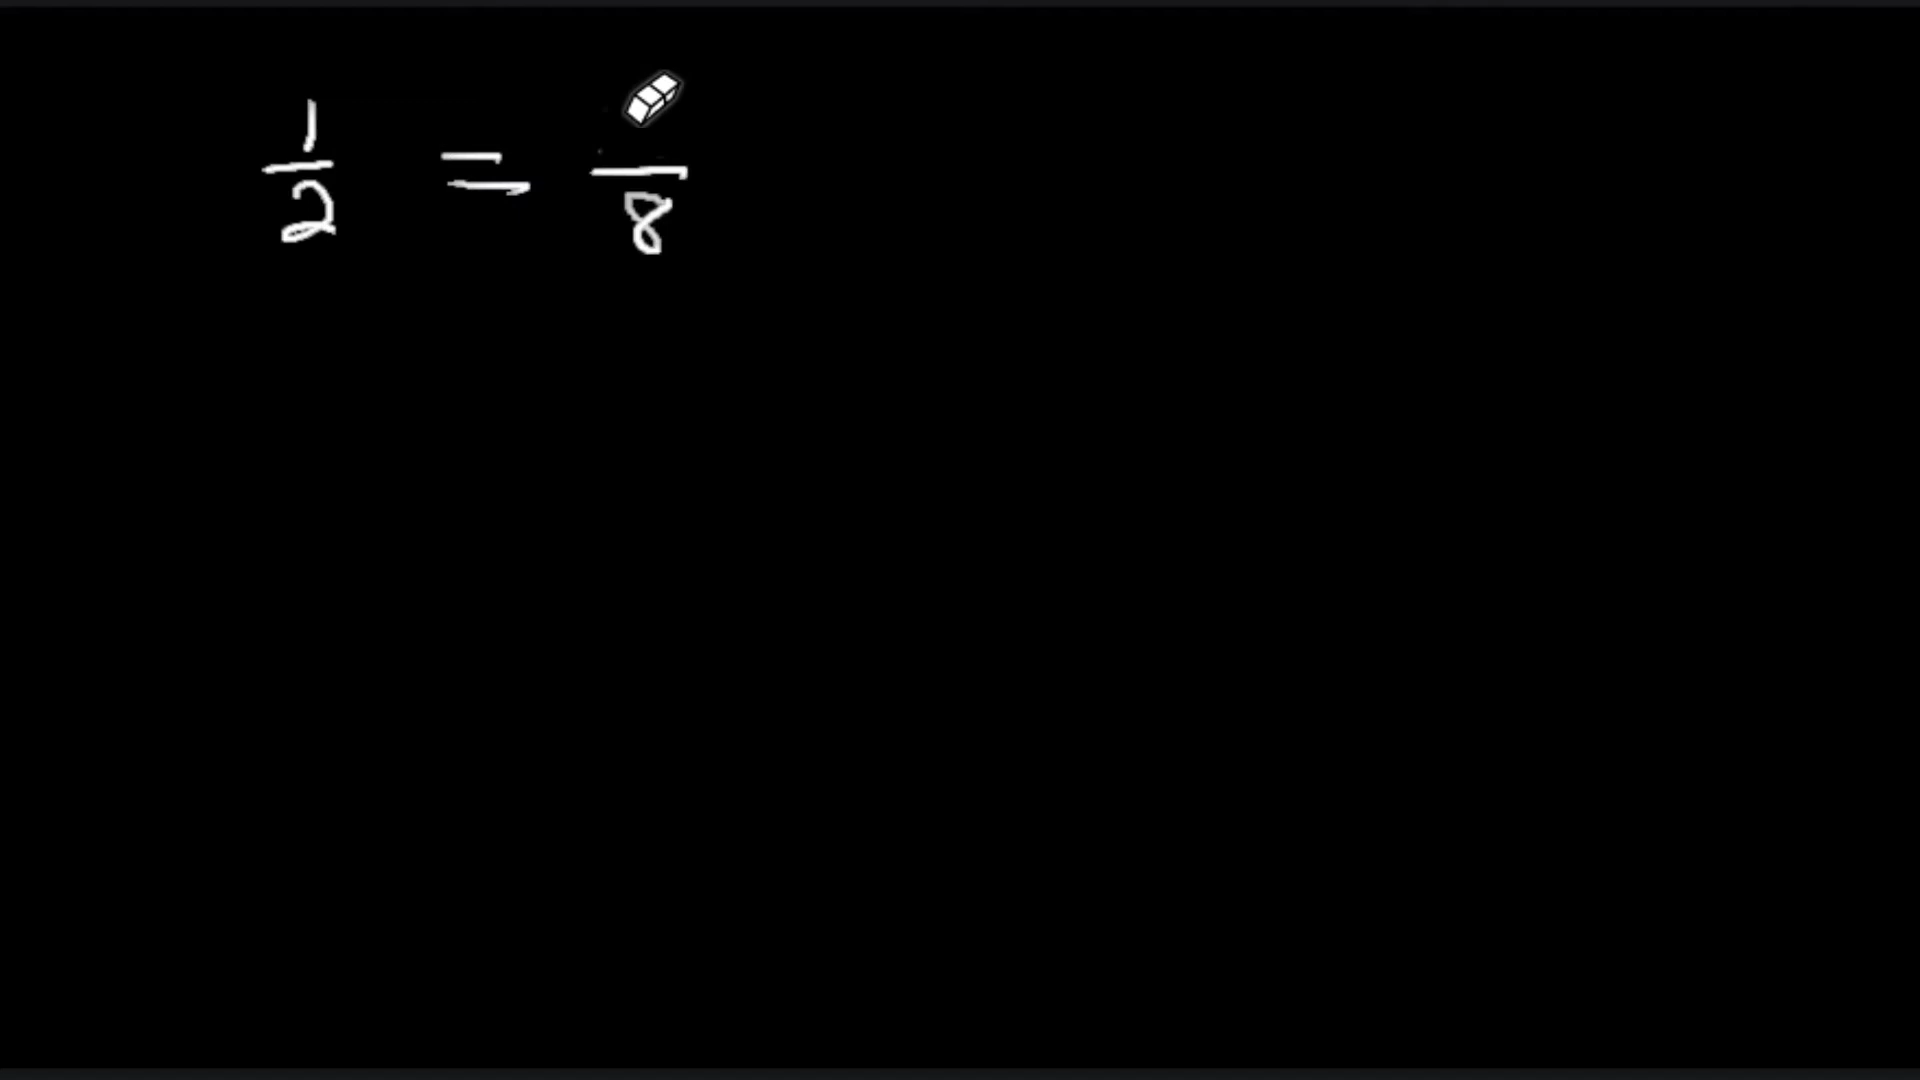 1/2 = /8